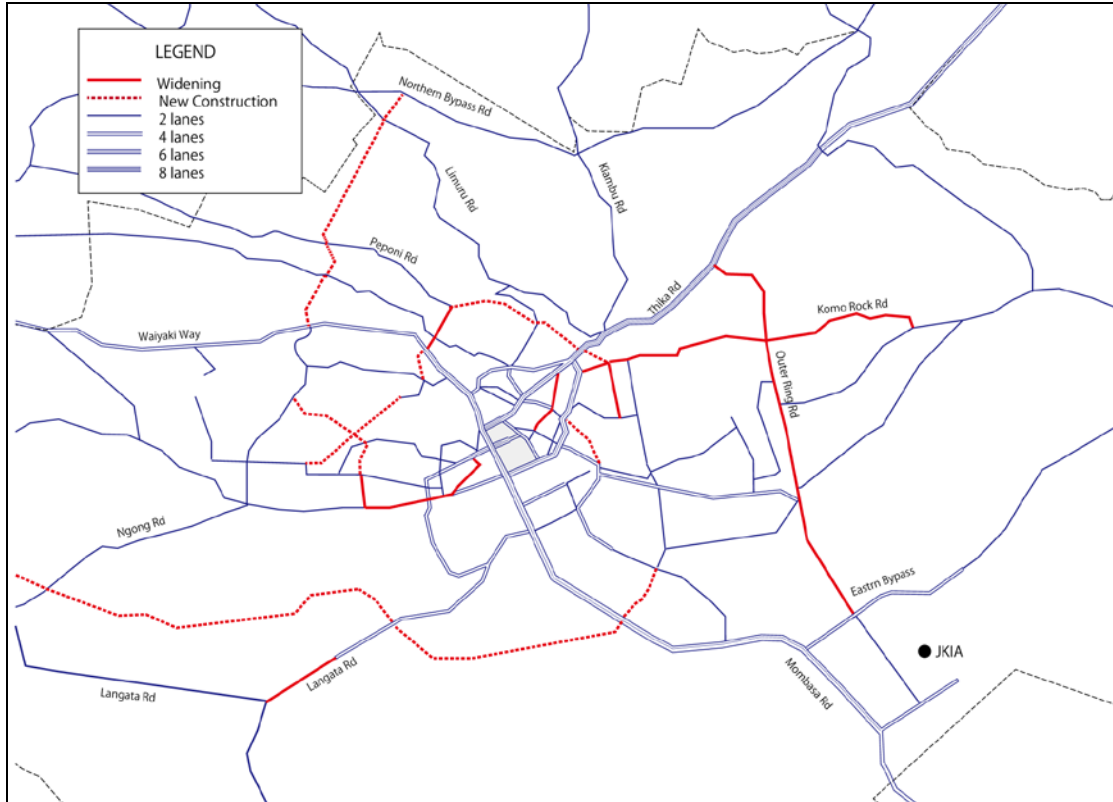 LEGEND
Widening
New Construction
2 lanes
4 lanes
6 lanes
8 lanes
Northern Bypass Rd
Limuru Rd
Kiambu Rd
Peponi Rd
Thika Rd
Komo Rock Rd
Waiyaki Way
Outer Ring Rd
Ngong Rd
Eastrn Bypass
JKIA
Langata Rd
Langata Rd
Mombasa Rd